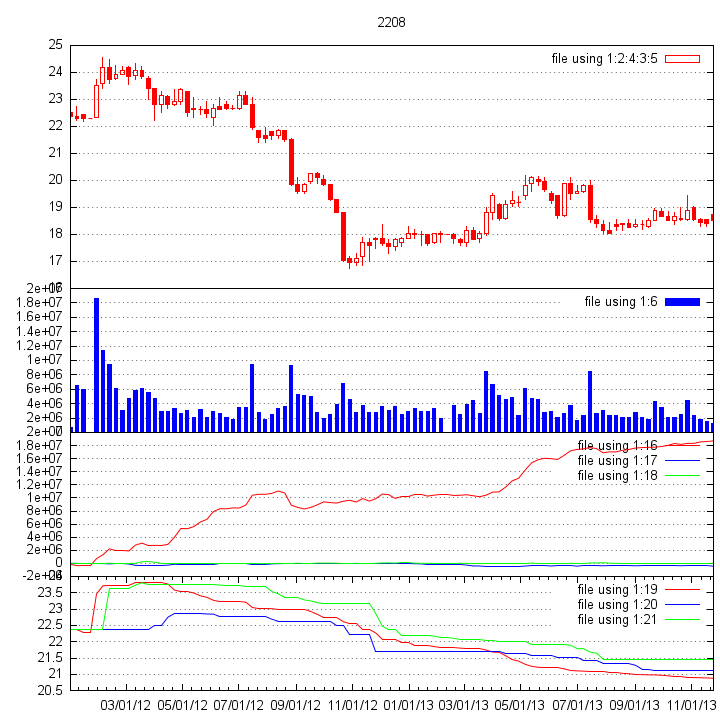 2208
25
file using 1:2:4:3:5
24
23
22
21
20
19
18
17
2e+07
file using 1:6
1.8e+07
1.6e+07
1.4e+07
1.2e+07
1e+07
8e+06
6e+06
4e+06
2e+06
file using 1:16
1.8e+07
file using 1:17
1.6e+07
file using 1:18
1.4e+07
1.2e+07
1e+07
8e+06
6e+06
4e+06
2e+06
0
-2e+06
file using 1:19
23.5
file using 1:20
23
file using 1:21
22.5
22
21.5
21
20.5
03/01/12 05/01/12 07/01/12 09/01/12 11/01/12 01/01/13 03/01/13 05/01/13 07/01/13 09/01/13 11/01/13